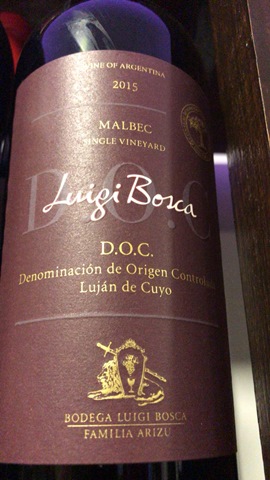 WINE OF ARGENTINA
2015
MALBEC
SINGLE VINEYARD
D.O.C
Luigi Bosca
D.O.C.
Denominación de Origen Controlada
Luján de Cuyo
BODEGA LUIGI BOSCA
FAMILIA ARIZU